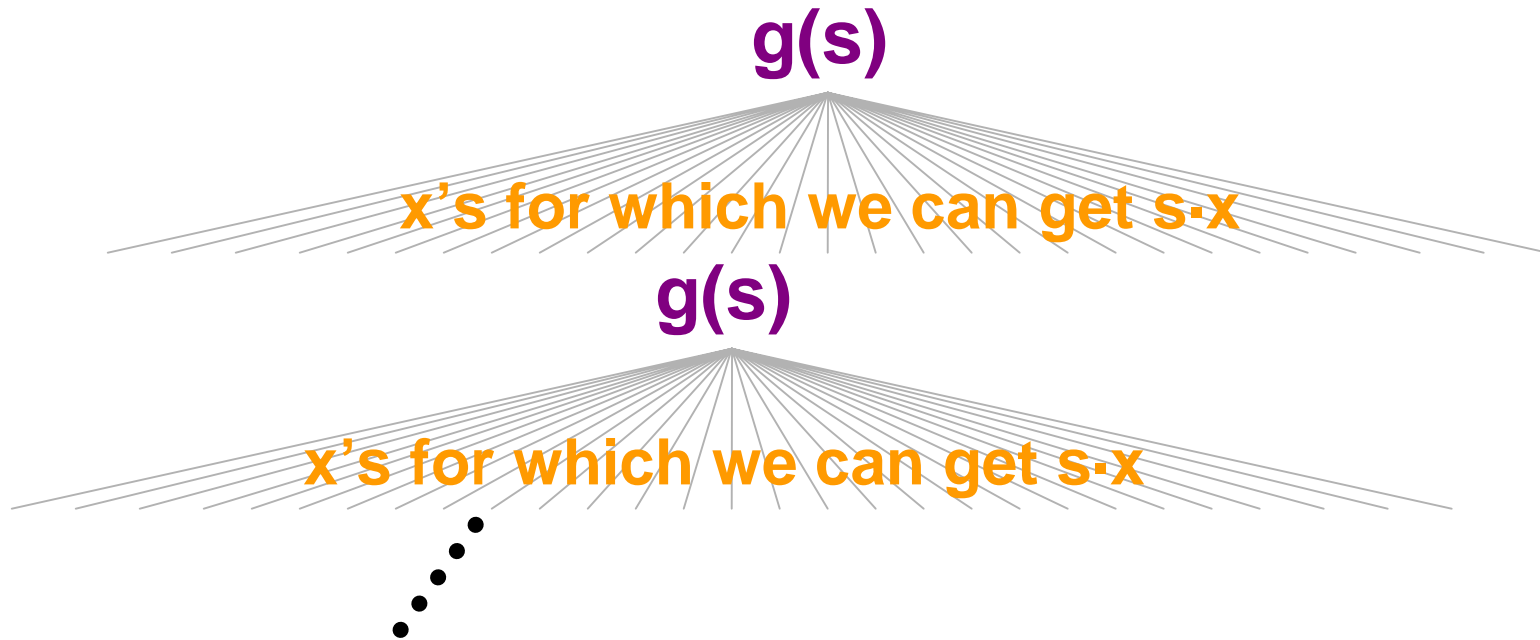 g(s)
x’s for which we can get s·x
g(s)
x’s for which we can get s·x